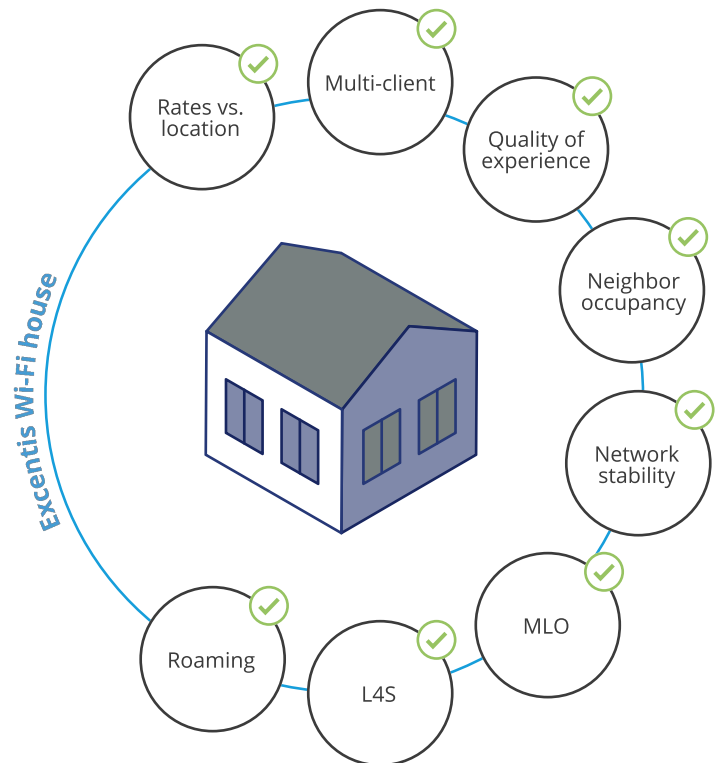 Rates vs.
location
Multi-client
Quality of
experience
Neighbor
occupancy
Network
stability
MLO
L4S
Roaming
Excentis Wi-Fi house